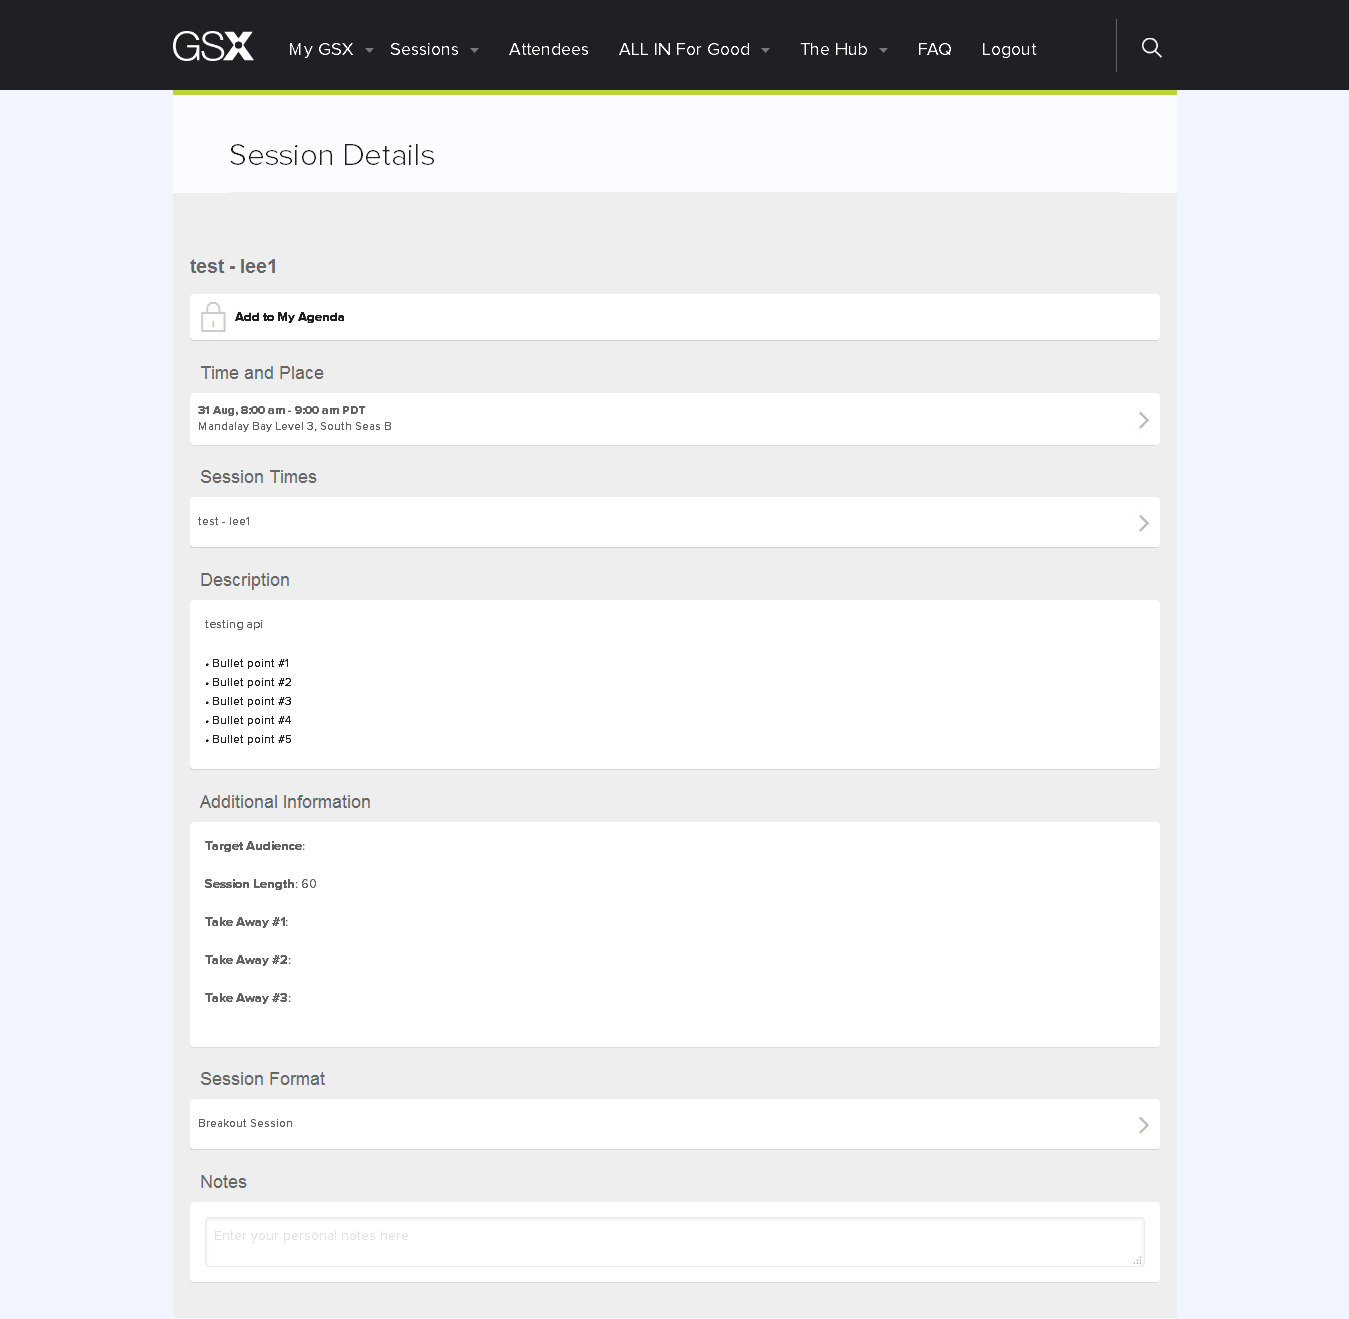 GSX My GSX Sessions Attendees ALL IN For Good The Hub FAQ Logout
Session Details
test - lee1
Add to My Agenda
Time and Place
31 Aug, 8:00 am - 9:00 am PDT
Mandalay Bay Level 3, South Seas B
Session Times
test - lee1
Description
testing api
• Bullet point #1
• Bullet point #2
• Bullet point #3
• Bullet point #4
• Bullet point #5
Additional Information
Target Audience:
Session Length: 60
Take Away #1:
Take Away #2:
Take Away #3:
Session Format
Breakout Session
Notes
Enter your personal notes here